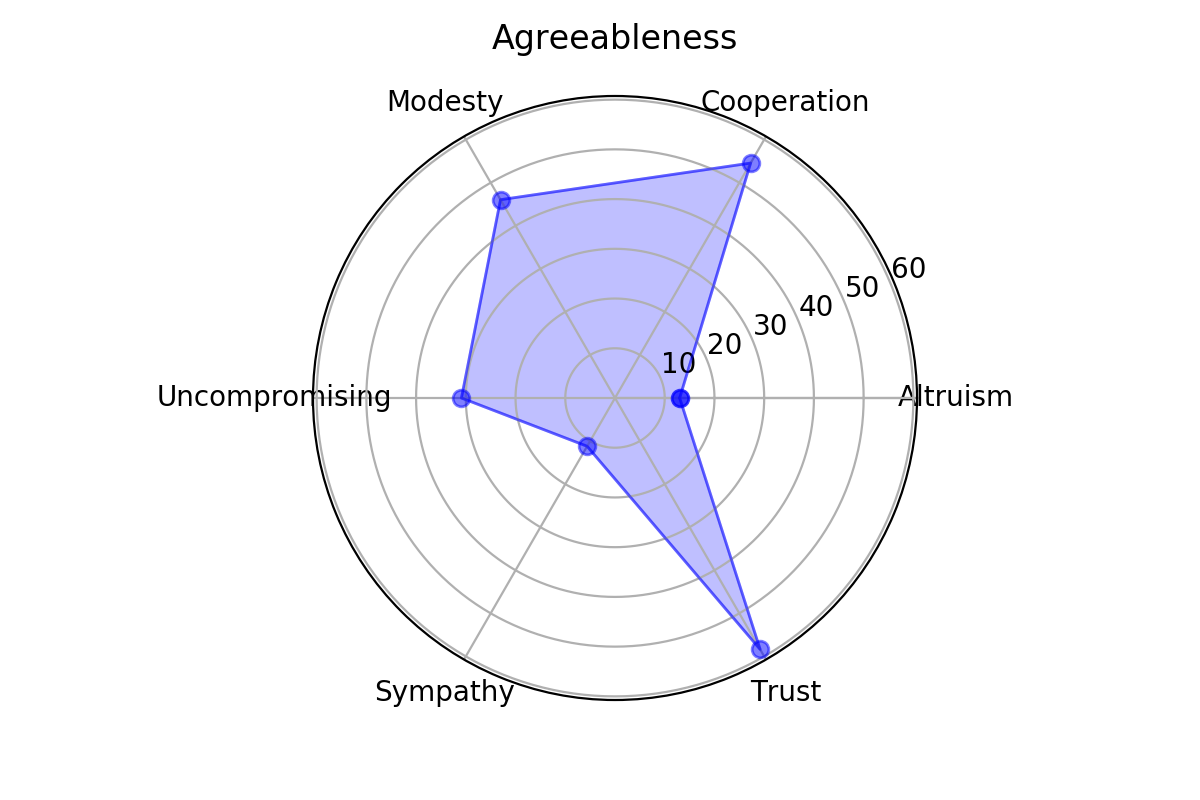 Agreeableness
Modesty
Cooperation
60
50
40
30
20
10
Uncompromising
Altruism
Sympathy
Trust